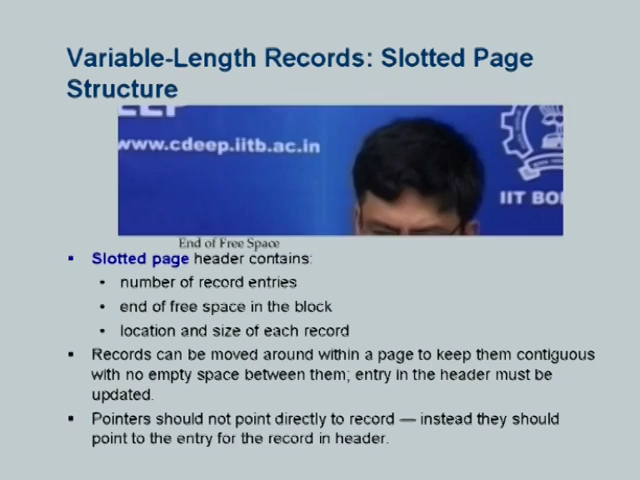 Variable-Length Records: Slotted Page
Structure
www.cdeep.iitb.ac.in
IIT BO
End of Free Space
▪ Slotted page header contains:
• number of record entries
• end of free space in the block
• location and size of each record
▪ Records can be moved around within a page to keep them contiguous
with no empty space between them; entry in the header must be
updated.
▪ Pointers should not point directly to record — instead they should
point to the entry for the record in header.